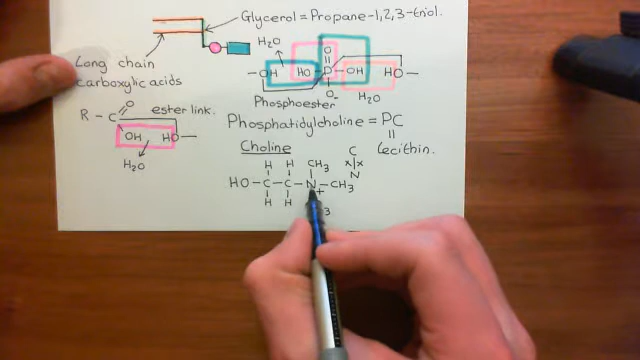 Glycerol = Propane-1,2,3-triol.
Long chain
carboxylic acids
H₂O
O
-OH HO-P-OH HO-
O⁻
H₂O
Phosphoester
R-C
O
ester link.
OH HO-
H₂O
Phosphatidylcholine = PC
Lecithin.
Choline
H H CH₃
HO-C-C-N-CH₃
+
H H
3
C
x/x
N